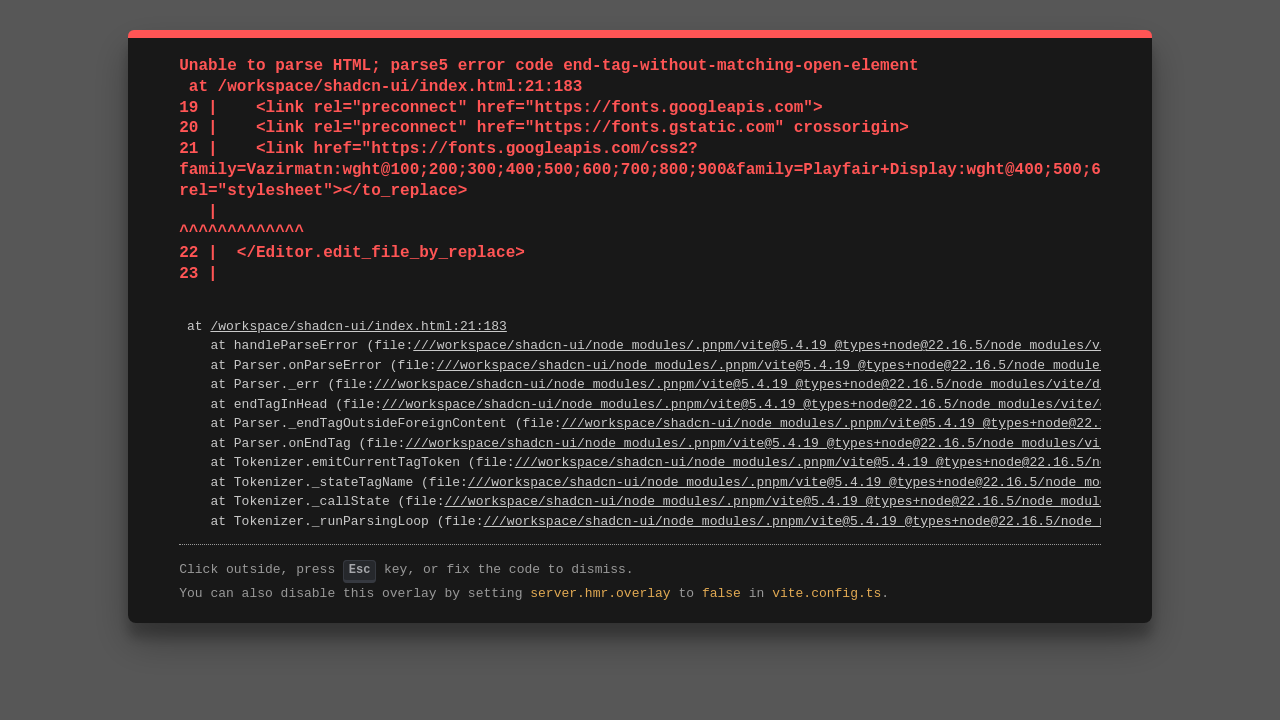 Unable to parse HTML; parse5 error code end-tag-without-matching-open-element
 at /workspace/shadcn-ui/index.html:21:183
19 |    <link rel="preconnect" href="https://fonts.googleapis.com">
20 |    <link rel="preconnect" href="https://fonts.gstatic.com" crossorigin>
21 |    <link href="https://fonts.googleapis.com/css2?
family=Vazirmatn:wght@100;200;300;400;500;600;700;800;900&family=Playfair+Display:wght@400;500;6
rel="stylesheet"></to_replace>
   |
^^^^^^^^^^^^^
22 |  </Editor.edit_file_by_replace>
23 |
 at /workspace/shadcn-ui/index.html:21:183
    at handleParseError (file:///workspace/shadcn-ui/node_modules/.pnpm/vite@5.4.19_@types+node@22.16.5/node_modules/v
    at Parser.onParseError (file:///workspace/shadcn-ui/node_modules/.pnpm/vite@5.4.19_@types+node@22.16.5/node_module
    at Parser._err (file:///workspace/shadcn-ui/node_modules/.pnpm/vite@5.4.19_@types+node@22.16.5/node_modules/vite/d
    at endTagInHead (file:///workspace/shadcn-ui/node_modules/.pnpm/vite@5.4.19_@types+node@22.16.5/node_modules/vite/
    at Parser._endTagOutsideForeignContent (file:///workspace/shadcn-ui/node_modules/.pnpm/vite@5.4.19_@types+node@22.
    at Parser.onEndTag (file:///workspace/shadcn-ui/node_modules/.pnpm/vite@5.4.19_@types+node@22.16.5/node_modules/vi
    at Tokenizer.emitCurrentTagToken (file:///workspace/shadcn-ui/node_modules/.pnpm/vite@5.4.19_@types+node@22.16.5/n
    at Tokenizer._stateTagName (file:///workspace/shadcn-ui/node_modules/.pnpm/vite@5.4.19_@types+node@22.16.5/node_mo
    at Tokenizer._callState (file:///workspace/shadcn-ui/node_modules/.pnpm/vite@5.4.19_@types+node@22.16.5/node_modul
    at Tokenizer._runParsingLoop (file:///workspace/shadcn-ui/node_modules/.pnpm/vite@5.4.19_@types+node@22.16.5/node_
Click outside, press Esc key, or fix the code to dismiss.
You can also disable this overlay by setting server.hmr.overlay to false in vite.config.ts.